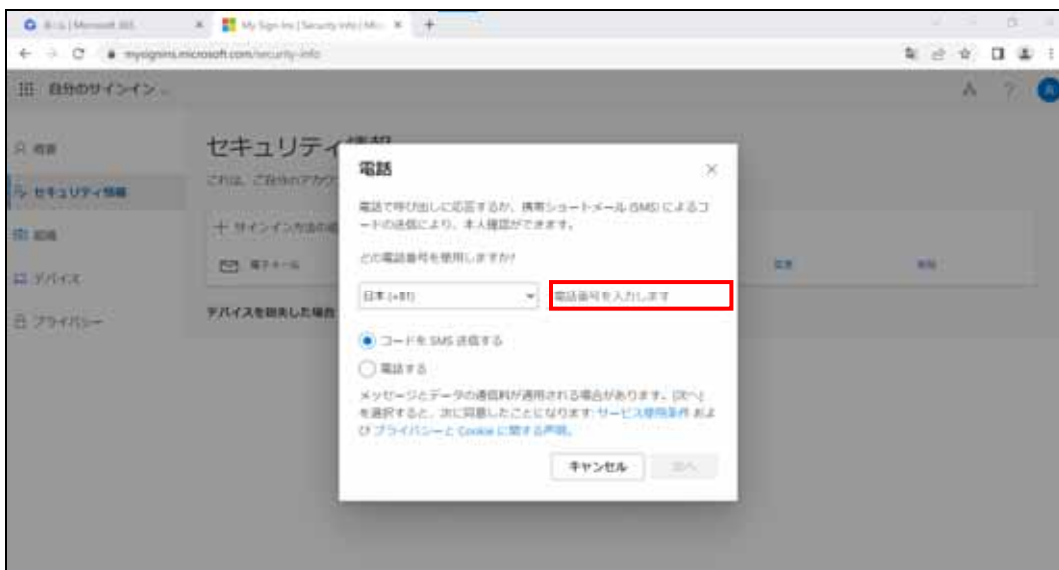 My Sign-Ins | Security Info | Mic
mysignins.microsoft.com/security-info
自分のサインイン
概要
セキュリティ情報
組織
デバイス
プライバシー
セキュリティ情報
これは、ご自分のアカウ
サインイン方法の追
電子メール
変更
削除
デバイスを紛失した場合
電話
電話で呼び出しに応答するか、携帯ショートメール (SMS) によるコ
ードの送信により、本人確認ができます。
どの電話番号を使用しますか?
日本 (+81)
電話番号を入力します
コードを SMS 送信する
電話する
メッセージとデータの通信料が適用される場合があります。[次へ]
を選択すると、次に同意したことになります: サービス使用条件 およ
び プライバシーと Cookie に関する声明。
キャンセル
次へ